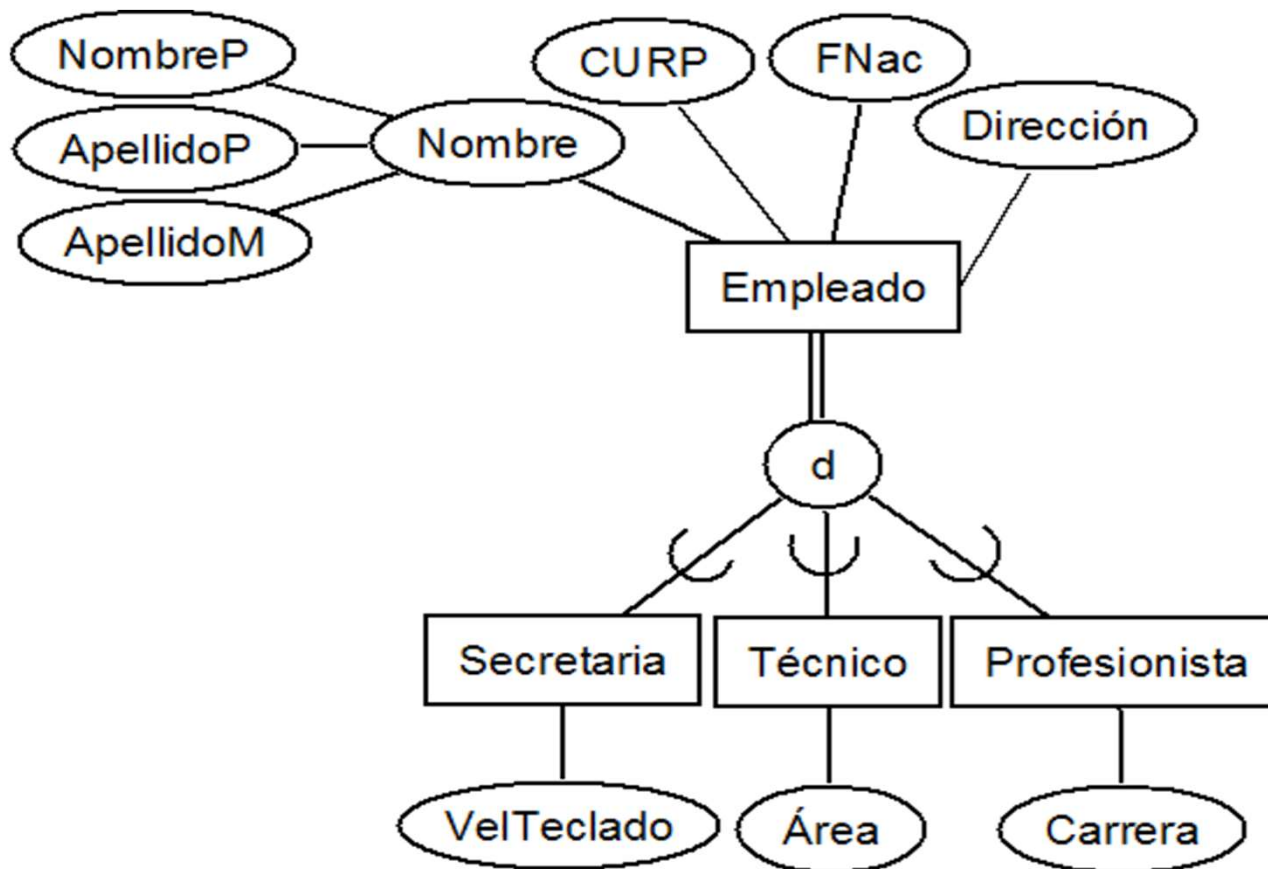 NombreP
CURP
FNac
ApellidoP
Nombre
Dirección
ApellidoM
Empleado
d
Secretaria
Técnico
Profesionista
VelTeclado
Área
Carrera